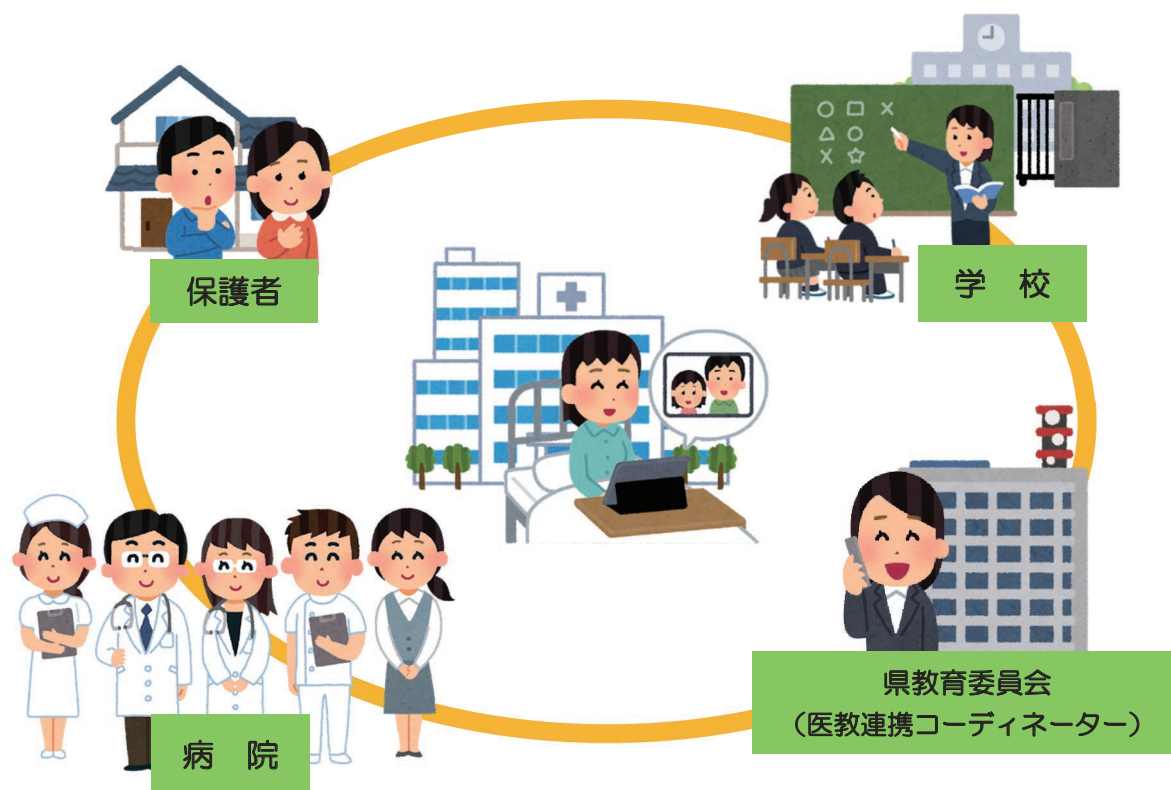 保護者
学　校
病　院
県教育委員会
（医教連携コーディネーター）